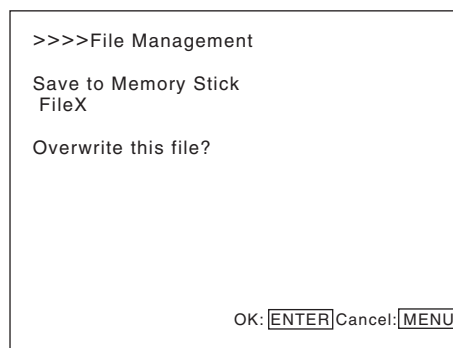 >>>>File Management
Save to Memory Stick
FileX
Overwrite this file?
OK: ENTER Cancel: MENU